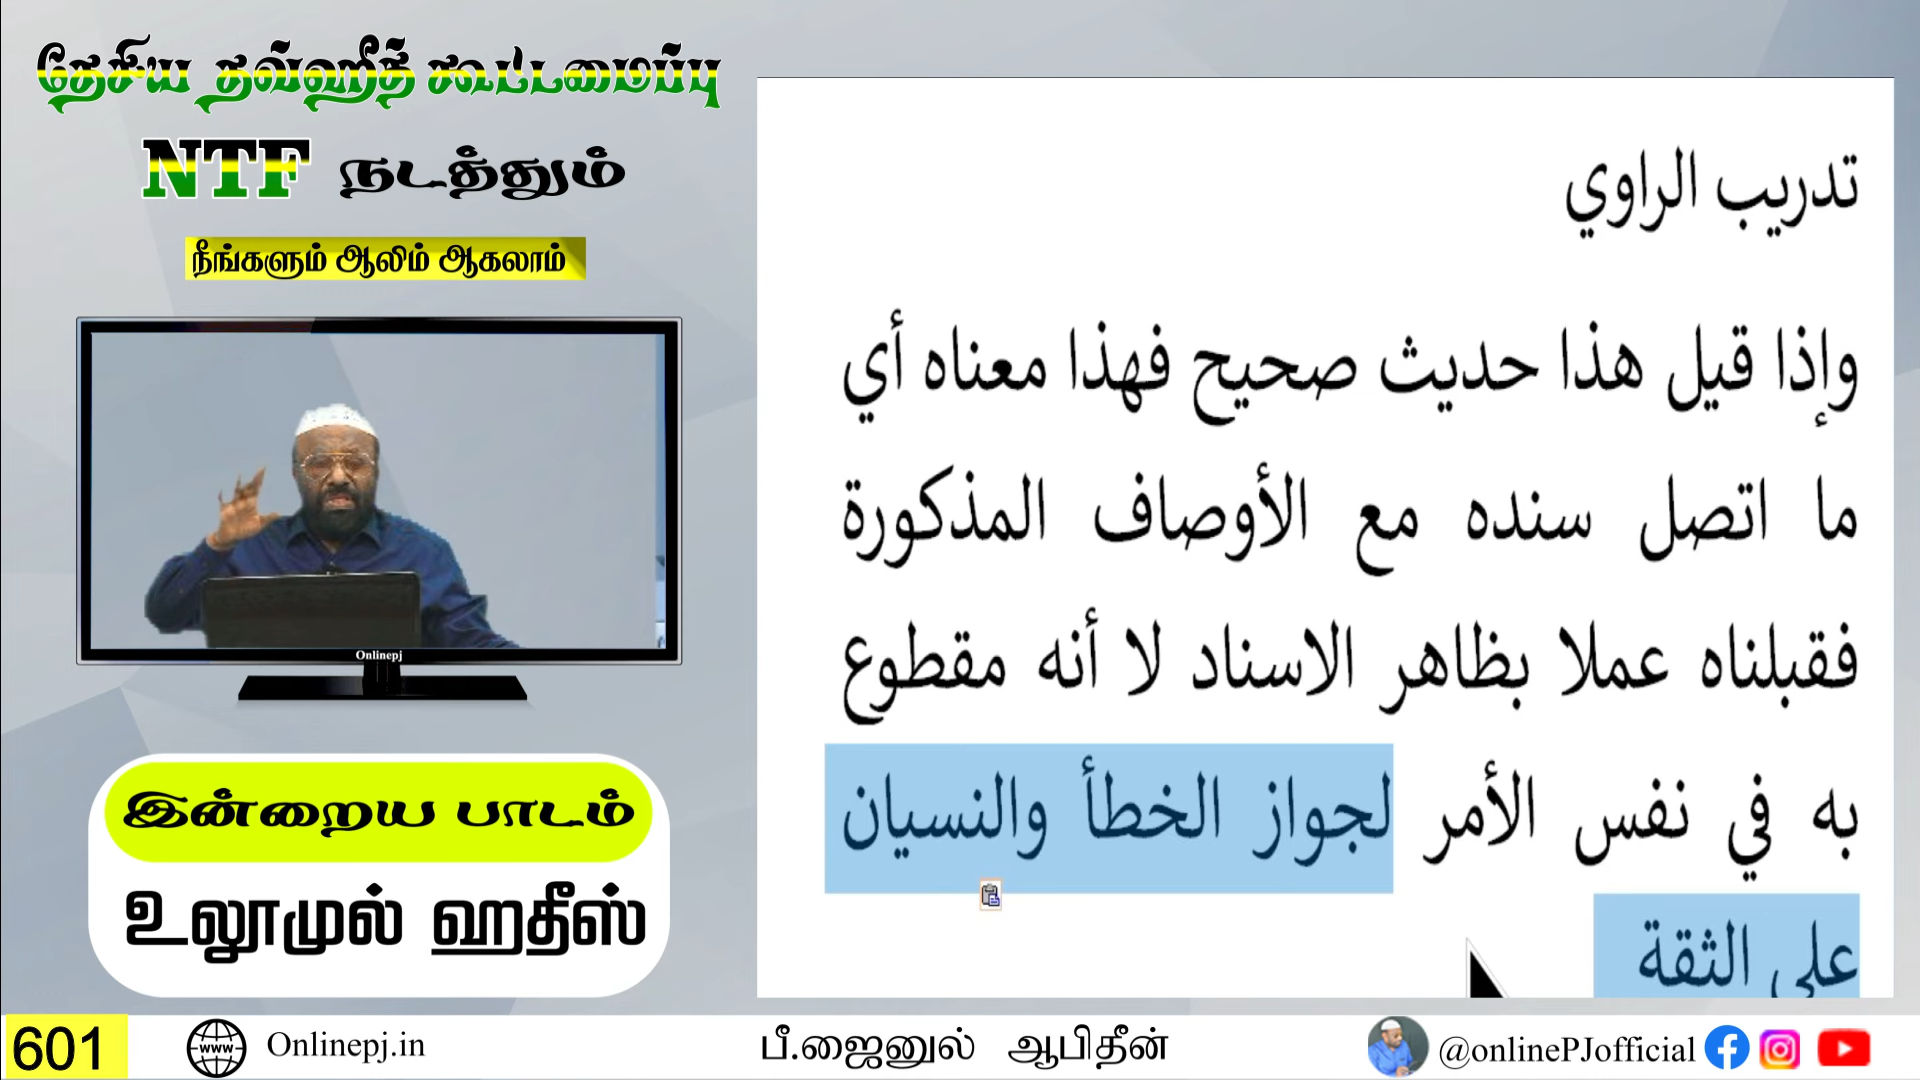 தேசிய தவ்ஹீத் கூட்டமைப்பு
NTF நடத்தும்
நீங்களும் ஆலிம் ஆகலாம்
Onlinepj
இன்றைய பாடம்
உலூமுல் ஹதீஸ்
تدريب الراوي
وإذا قيل هذا حديث صحيح فهذا معناه أي
ما اتصل سنده مع الأوصاف المذكورة
فقبلناه عملا بظاهر الاسناد لا أنه مقطوع
به في نفس الأمر لجواز الخطأ والنسيان
على الثقة
601
www
Onlinepj.in
பீ.ஜைனுல் ஆபிதீன்
@onlinePJofficial